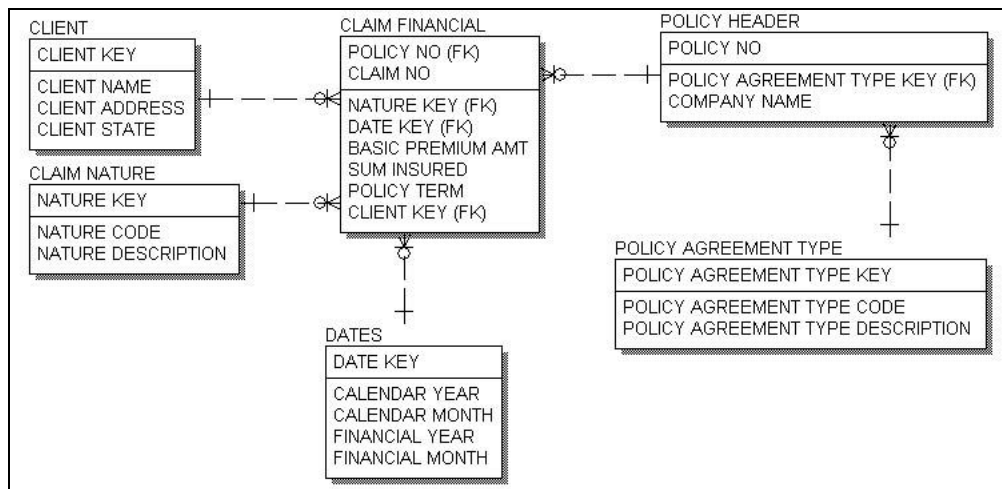 CLIENT
CLIENT KEY
CLIENT NAME
CLIENT ADDRESS
CLIENT STATE
CLAIM NATURE
NATURE KEY
NATURE CODE
NATURE DESCRIPTION
CLAIM FINANCIAL
POLICY NO (FK)
CLAIM NO
NATURE KEY (FK)
DATE KEY (FK)
BASIC PREMIUM AMT
SUM INSURED
POLICY TERM
CLIENT KEY (FK)
DATES
DATE KEY
CALENDAR YEAR
CALENDAR MONTH
FINANCIAL YEAR
FINANCIAL MONTH
POLICY HEADER
POLICY NO
POLICY AGREEMENT TYPE KEY (FK)
COMPANY NAME
POLICY AGREEMENT TYPE
POLICY AGREEMENT TYPE KEY
POLICY AGREEMENT TYPE CODE
POLICY AGREEMENT TYPE DESCRIPTION